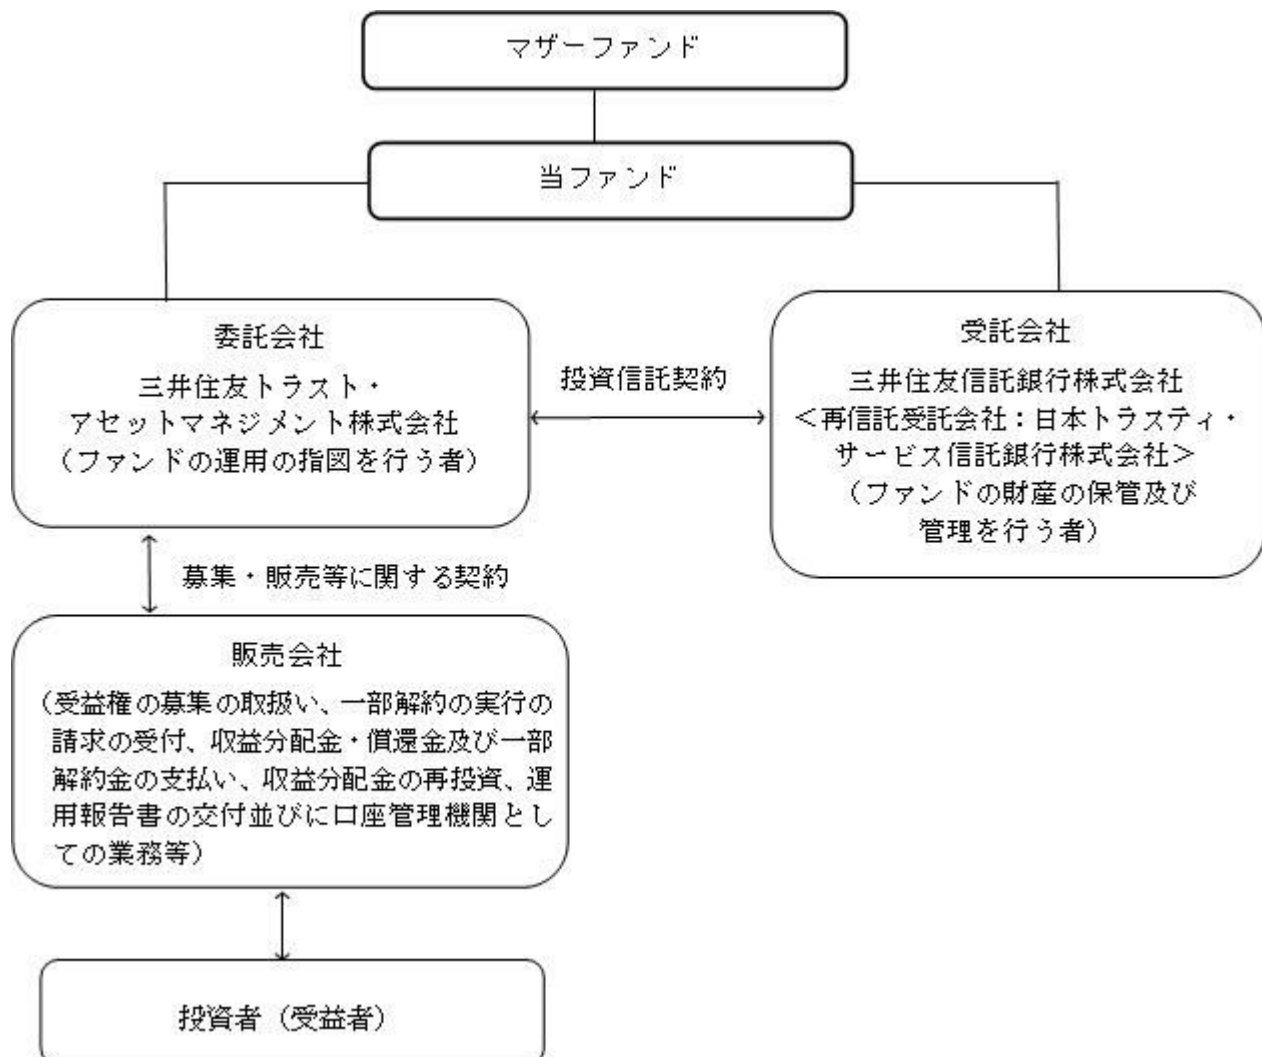 マザーファンド
当ファンド
委託会社
三井住友トラスト・
アセットマネジメント株式会社
（ファンドの運用の指図を行う者）
投資信託契約
受託会社
三井住友信託銀行株式会社
＜再信託受託会社：日本トラスティ・
サービス信託銀行株式会社＞
（ファンドの財産の保管及び
管理を行う者）
募集・販売等に関する契約
販売会社
（受益権の募集の取扱い、一部解約の実行の
請求の受付、収益分配金・償還金及び一部
解約金の支払い、収益分配金の再投資、運
用報告書の交付並びに口座管理機関とし
ての業務等）
投資者（受益者）